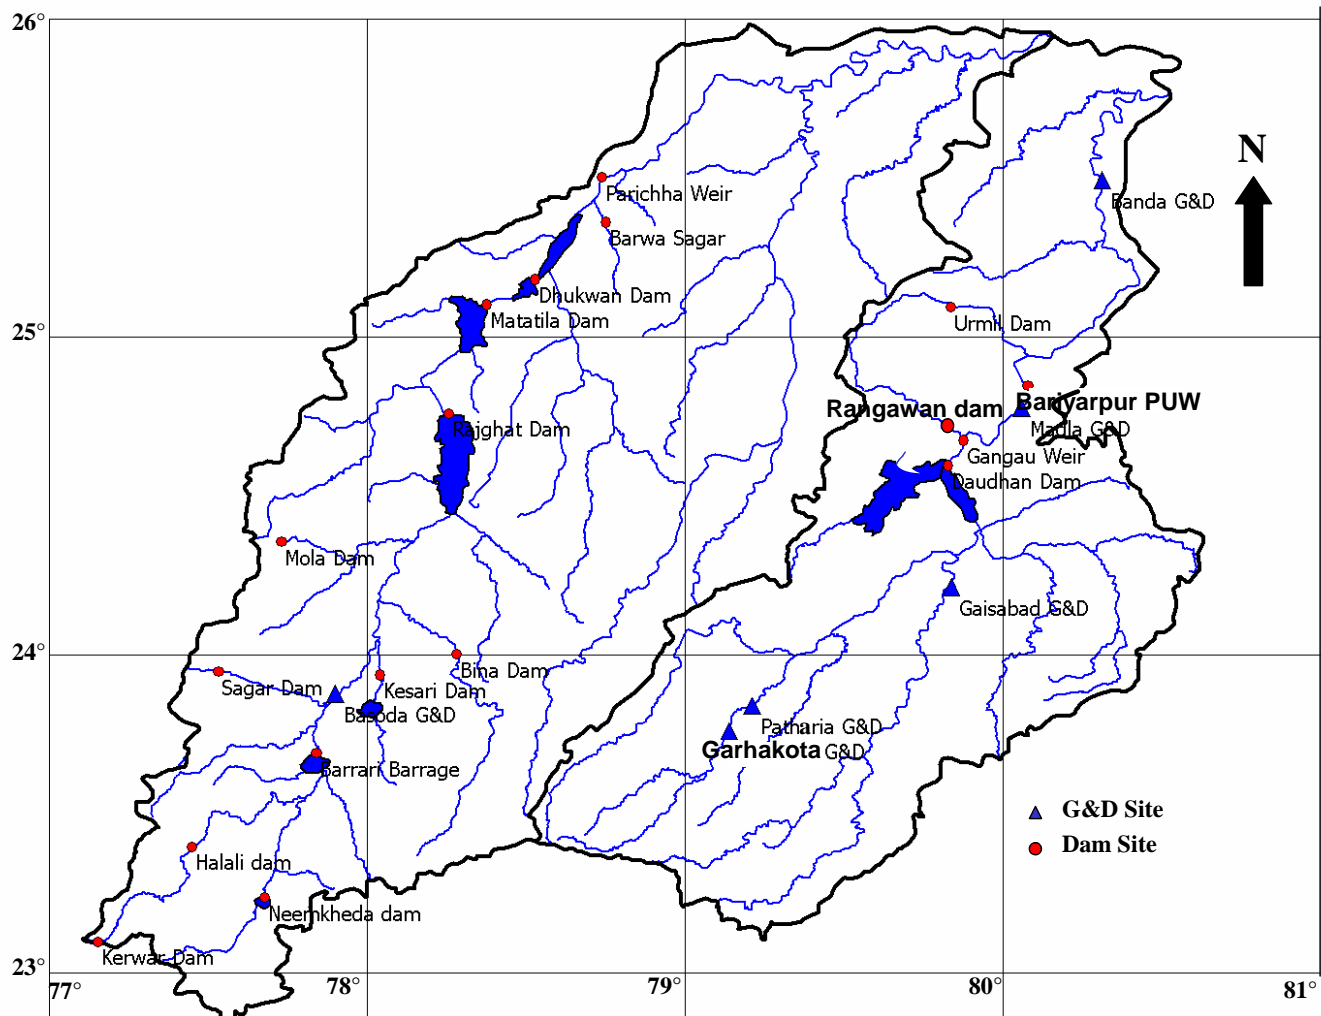 26°
N
Parichha Weir
Banda G&D
Barwa Sagar
Dhukwan Dam
Matatila Dam
Urmil Dam
25°
Rangawan dam
Bariyarpur PUW
Rajghat Dam
Madla G&D
Gangau Weir
Daudhan Dam
Mola Dam
Gaisabad G&D
24°
Bina Dam
Sagar Dam
Kesari Dam
Basoda G&D
Patharia G&D
Garhakota G&D
Barrari Barrage
G&D Site
Dam Site
Halali dam
Neemkheda dam
Kerwar Dam
23°
77°
78°
79°
80°
81°